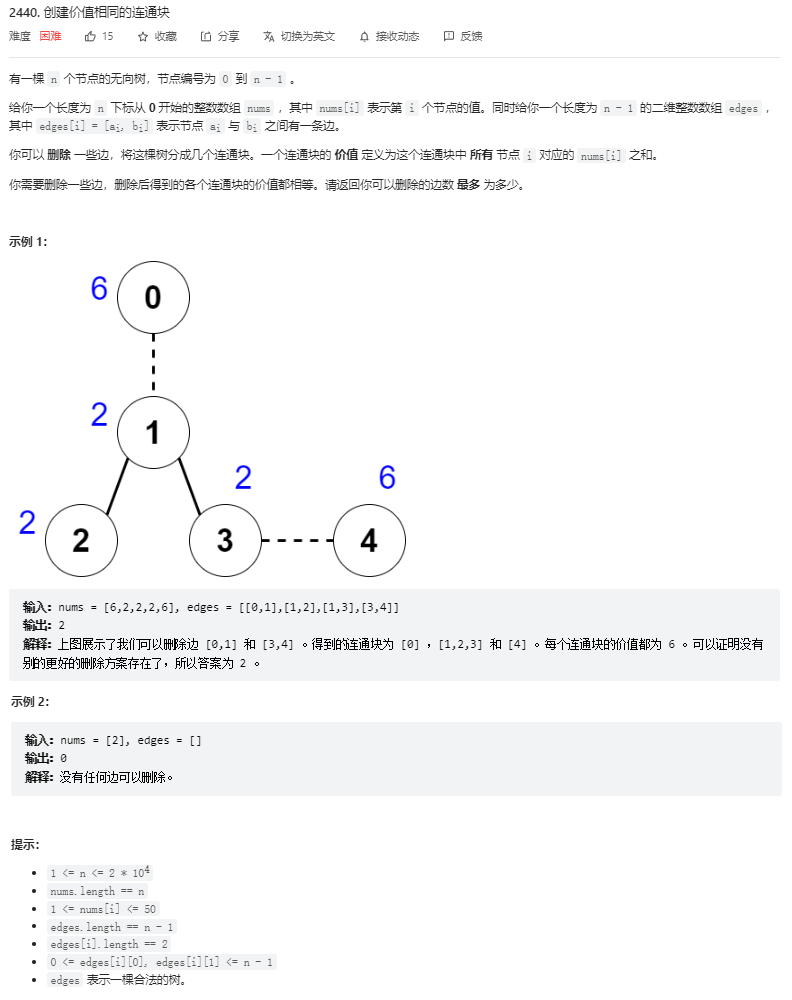 2440. 创建价值相同的连通块
难度 困难 15 收藏 分享 切换为英文 接收动态 反馈
有一棵 n 个节点的无向树，节点编号为 0 到 n - 1 。
给你一个长度为 n 下标从 0 开始的整数数组 nums ，其中 nums[i] 表示第 i 个节点的值。同时给你一个长度为 n - 1 的二维整数数组 edges ，
其中 edges[i] = [ai, bi] 表示节点 ai 与 bi 之间有一条边。
你可以 删除 一些边，将这棵树分成几个连通块。一个连通块的 价值 定义为这个连通块中 所有 节点 i 对应的 nums[i] 之和。
你需要删除一些边，删除后得到的各个连通块的价值都相等。请返回你可以删除的边数 最多 为多少。
示例 1：
6 0
2 1
2 6
2 2 3 4
输入：nums = [6,2,2,2,6], edges = [[0,1],[1,2],[1,3],[3,4]]
输出：2
解释：上图展示了我们可以删除边 [0,1] 和 [3,4] 。得到的连通块为 [0] ，[1,2,3] 和 [4] 。每个连通块的价值都为 6 。可以证明没有
别的更好的删除方案存在了，所以答案为 2 。
示例 2：
输入：nums = [2], edges = []
输出：0
解释：没有任何边可以删除。
提示：
1 <= n <= 2 * 10^4
nums.length == n
1 <= nums[i] <= 50
edges.length == n - 1
edges[i].length == 2
0 <= edges[i][0], edges[i][1] <= n - 1
edges 表示一棵合法的树。